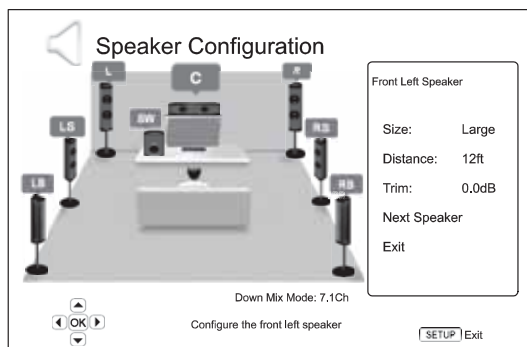 Speaker Configuration
L
R
C
SW
LS
RS
LB
RB
Front Left Speaker
Size: Large
Distance: 12ft
Trim: 0.0dB
Next Speaker
Exit
Down Mix Mode: 7.1Ch
OK
Configure the front left speaker
SETUP Exit